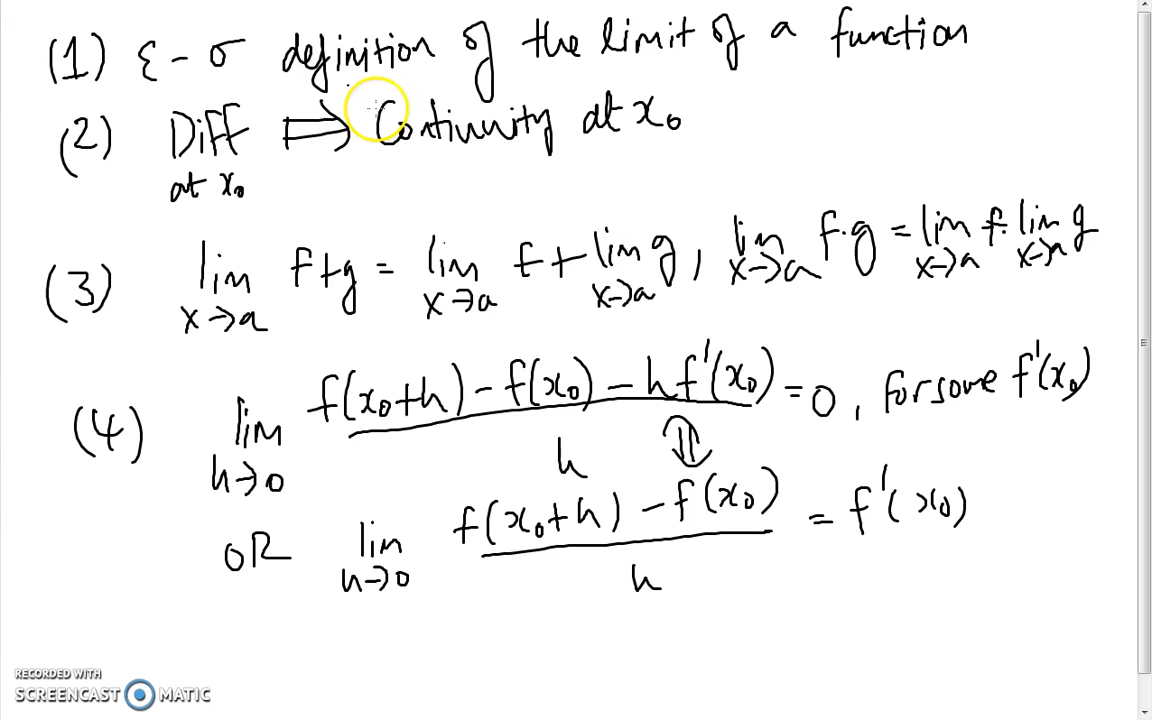 (1) ε - σ definition of the limit of a function
(2) Diff ⟹ Continuity at x₀
at x₀
(3) lim x→a f+g = lim x→a f + lim x→a g, lim x→a f·g = lim x→a f· lim x→a g
(4) lim h→0 (f(x₀+h) - f(x₀) - hf'(x₀))/h = 0, for some f'(x₀)
⇕
OR lim h→0 (f(x₀+h) - f(x₀))/h = f'(x₀)
RECORDED WITH
SCREENCAST MATIC